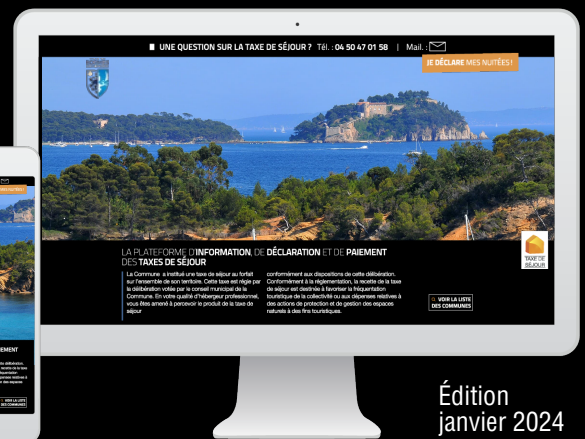 UNE QUESTION SUR LA TAXE DE SÉJOUR ? Tél. : 04 50 47 01 58 | Mail. :
JE DÉCLARE MES NUITÉES !
LA PLATEFORME D'INFORMATION, DE DÉCLARATION ET DE PAIEMENT
DES TAXES DE SÉJOUR
La Commune a institué une taxe de séjour au forfait
sur l'ensemble de son territoire. Cette taxe est régie par
la délibération votée par le conseil municipal de la
Commune. En votre qualité d'hébergeur professionnel,
vous êtes amené à percevoir le produit de la taxe de
séjour
conformément aux dispositions de cette délibération.
Conformément à la réglementation, la recette de la taxe
de séjour est destinée à favoriser la fréquentation
touristique de la collectivité ou aux dépenses relatives à
des actions de protection et de gestion des espaces
naturels à des fins touristiques.
TAXE DE
SÉJOUR
VOIR LA LISTE
DES COMMUNES
EMENT
VOIR LA LISTE
DES COMMUNES
Édition
janvier 2024